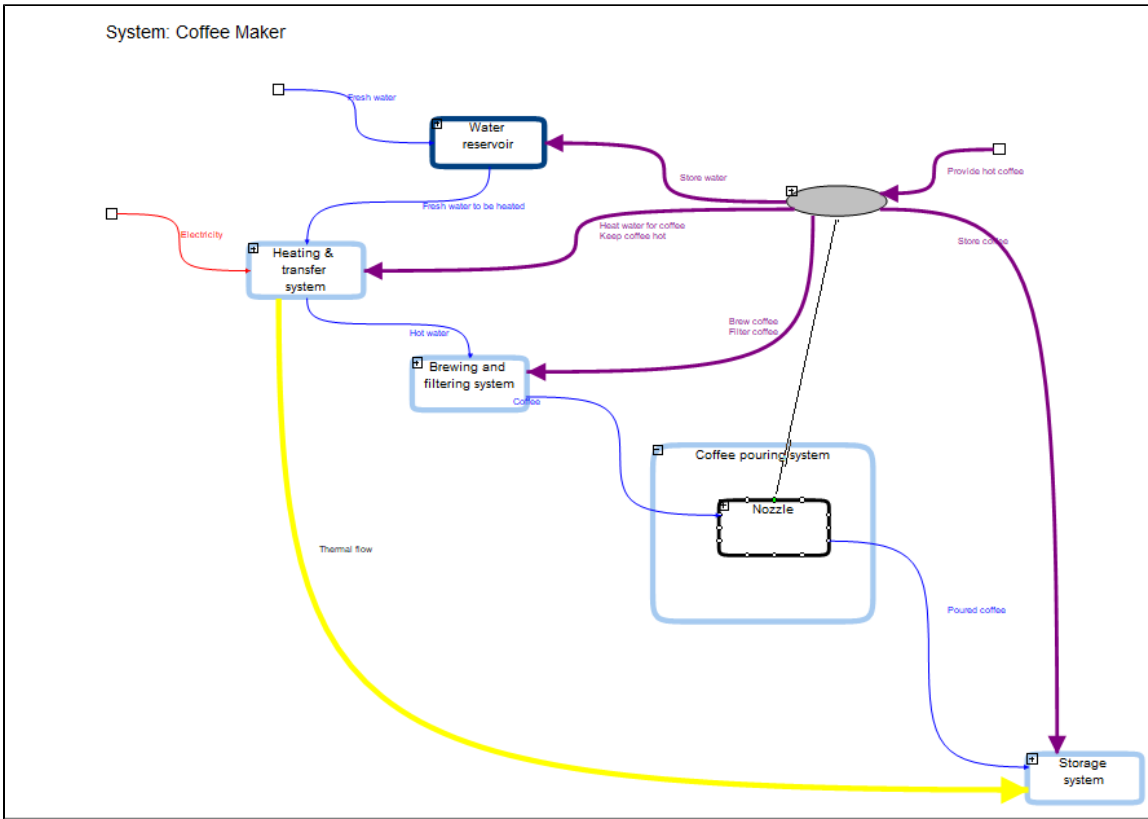 System: Coffee Maker
Fresh water
Water
reservoir
Provide hot coffee
Store water
Fresh water to be heated
Electricity
Heat water for coffee
Keep coffee hot
Store coffee
Heating &
transfer
system
Brew coffee
Filter coffee
Hot water
Brewing and
filtering system
Coffee
Coffee pouring system
Nozzle
Thermal flow
Poured coffee
Storage
system